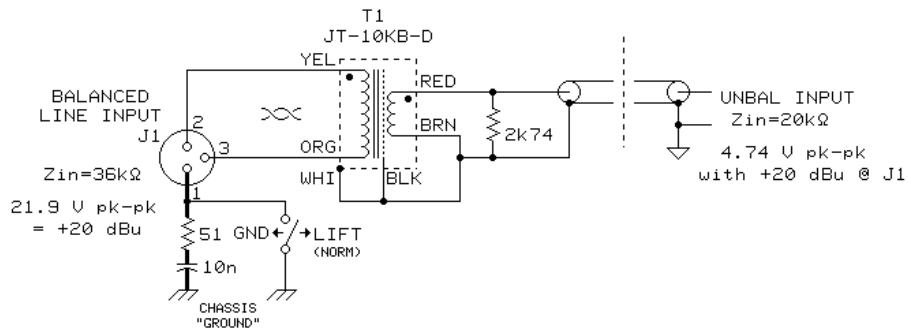 T1
JT-10KB-D
YEL
RED
BALANCED
LINE INPUT
J1
2
3
1
ORG
BRN
2k74
WHI
BLK
UNBAL INPUT
Zin=20kΩ
4.74 V pk-pk
with +20 dBu @ J1
Zin=36kΩ
21.9 V pk-pk
= +20 dBu
51
GND
LIFT
(NORM)
10n
CHASSIS
"GROUND"